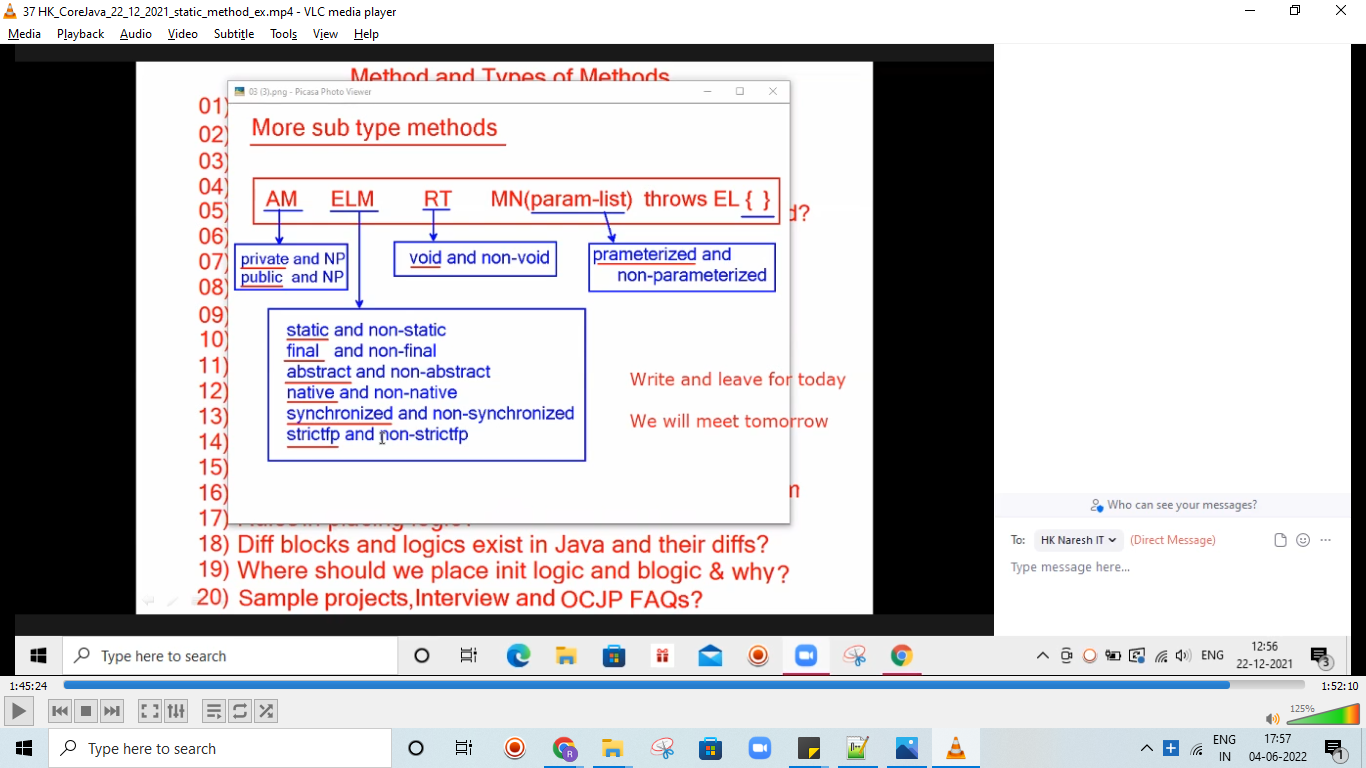 37 HK_CoreJava_22_12_2021_static_method_ex.mp4 - VLC media player
Media Playback Audio Video Subtitle Tools View Help
Method and Types of Methods
03 (3).png - Picasa Photo Viewer
01)
02)
03)
04)
05) d?
06)
07)
08)
09)
10)
11)
12)
13)
14)
15)
16) m
17)
More sub type methods
AM ELM RT MN(param-list) throws EL { }
private and NP
public and NP
void and non-void
prameterized and
non-parameterized
static and non-static
final and non-final
abstract and non-abstract
native and non-native
synchronized and non-synchronized
strictfp and non-strictfp
Write and leave for today
We will meet tomorrow
18) Diff blocks and logics exist in Java and their diffs?
19) Where should we place init logic and blogic & why?
20) Sample projects,Interview and OCJP FAQs?
Who can see your messages?
To: HK Naresh IT (Direct Message)
Type message here...
Type here to search
ENG
12:56
22-12-2021
3
1:45:24
1:52:10
125%
Type here to search
ENG
IN
17:57
04-06-2022
1